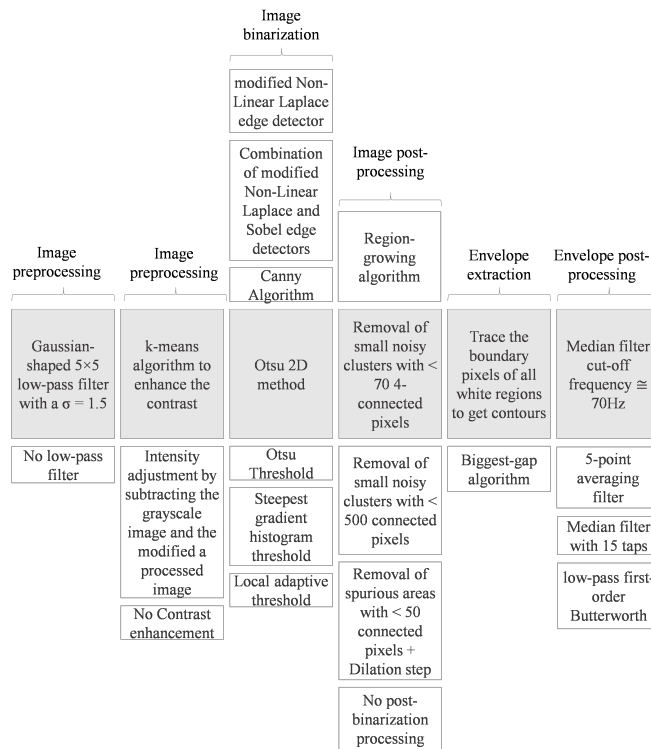 Image
preprocessing
Gaussian-
shaped 5×5
low-pass filter
with a σ = 1.5
No low-pass
filter
Image
preprocessing
k-means
algorithm to
enhance the
contrast
Intensity
adjustment by
subtracting the
grayscale
image and the
modified a
processed
image
No Contrast
enhancement
Image
binarization
modified Non-
Linear Laplace
edge detector
Combination
of modified
Non-Linear
Laplace and
Sobel edge
detectors
Canny
Algorithm
Otsu 2D
method
Otsu
Threshold
Steepest
gradient
histogram
threshold
Local adaptive
threshold
Image post-
processing
Region-
growing
algorithm
Removal of
small noisy
clusters with <
70 4-
connected
pixels
Removal of
small noisy
clusters with <
500 connected
pixels
Removal of
spurious areas
with < 50
connected
pixels +
Dilation step
No post-
binarization
processing
Envelope
extraction
Trace the
boundary
pixels of all
white regions
to get contours
Biggest-gap
algorithm
Envelope post-
processing
Median filter
cut-off
frequency ≅
70Hz
5-point
averaging
filter
Median filter
with 15 taps
low-pass first-
order
Butterworth